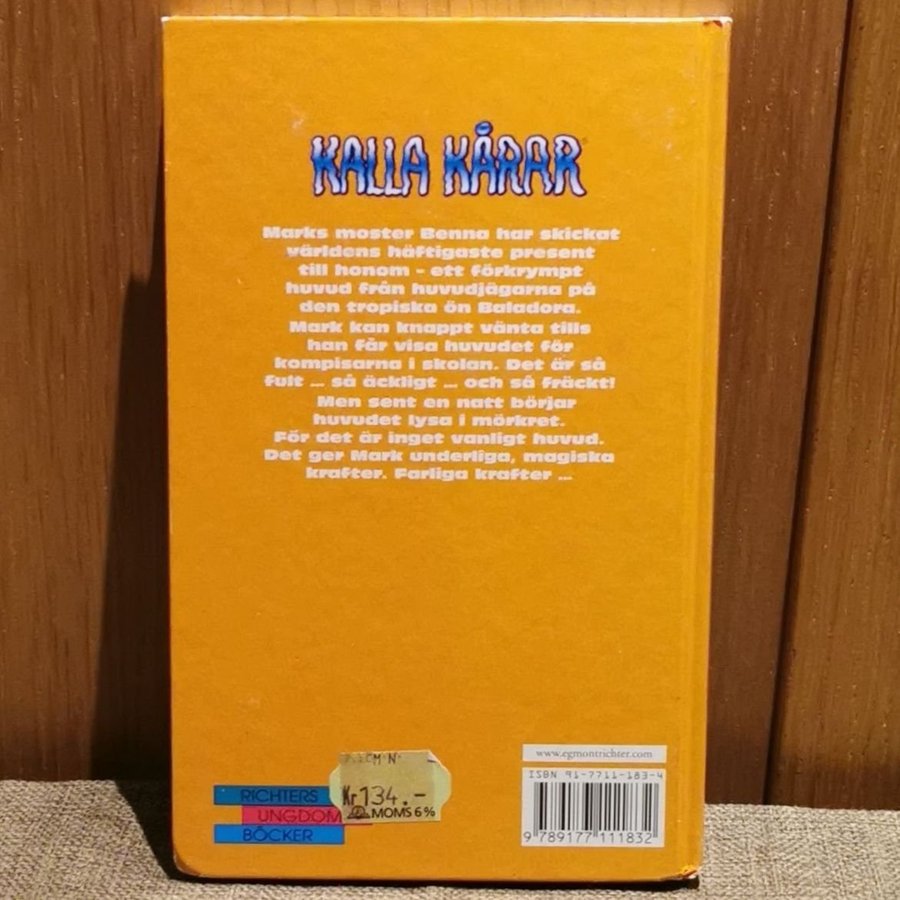 KALLA KÅRAR
Marks moster Benna har skickat
världens häftigaste present
till honom - ett förkrympt
huvud från huvudjägarna på
den tropiska ön Baladora.
Mark kan knappt vänta tills
han får visa huvudet för
kompisarna i skolan. Det är så
fult ... så äckligt ... och så fräckt!
Men sent en natt börjar
huvudet lysa i mörkret.
För det är inget vanligt huvud.
Det ger Mark underliga, magiska
krafter. Farliga krafter ...
www.egmontrichter.com
ISBN 91-7711-183-4
9 789177 111832
Kr134.-
MOMS 6%
RICHTERS
UNGDOM
BÖCKER